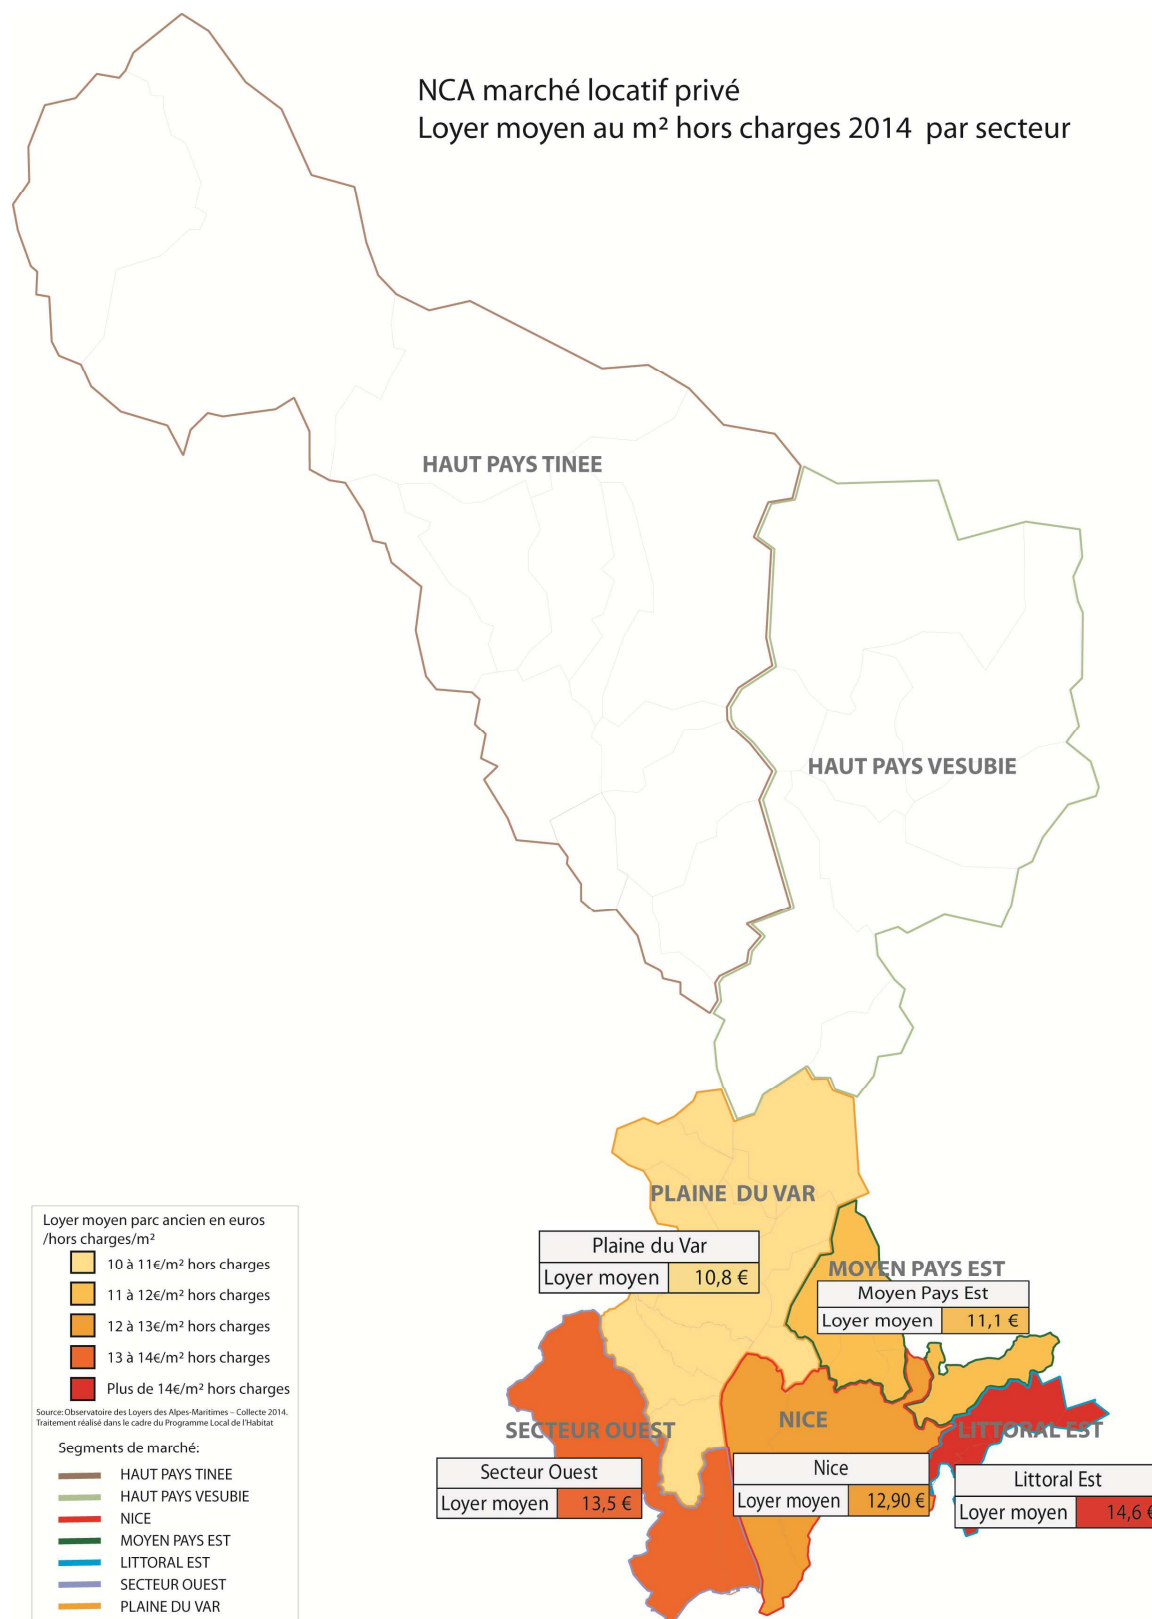 NCA marché locatif privé
Loyer moyen au m² hors charges 2014 par secteur
HAUT PAYS TINEE
HAUT PAYS VESUBIE
PLAINE DU VAR
Plaine du Var
Loyer moyen 10,8 €
MOYEN PAYS EST
Moyen Pays Est
Loyer moyen 11,1 €
SECTEUR OUEST
Secteur Ouest
Loyer moyen 13,5 €
NICE
Nice
Loyer moyen 12,90 €
LITTORAL EST
Littoral Est
Loyer moyen 14,6 €
Loyer moyen parc ancien en euros
/hors charges/m²
10 à 11€/m² hors charges
11 à 12€/m² hors charges
12 à 13€/m² hors charges
13 à 14€/m² hors charges
Plus de 14€/m² hors charges
Source: Observatoire des Loyers des Alpes-Maritimes – Collecte 2014.
Traitement réalisé dans le cadre du Programme Local de l'Habitat
Segments de marché:
HAUT PAYS TINEE
HAUT PAYS VESUBIE
NICE
MOYEN PAYS EST
LITTORAL EST
SECTEUR OUEST
PLAINE DU VAR